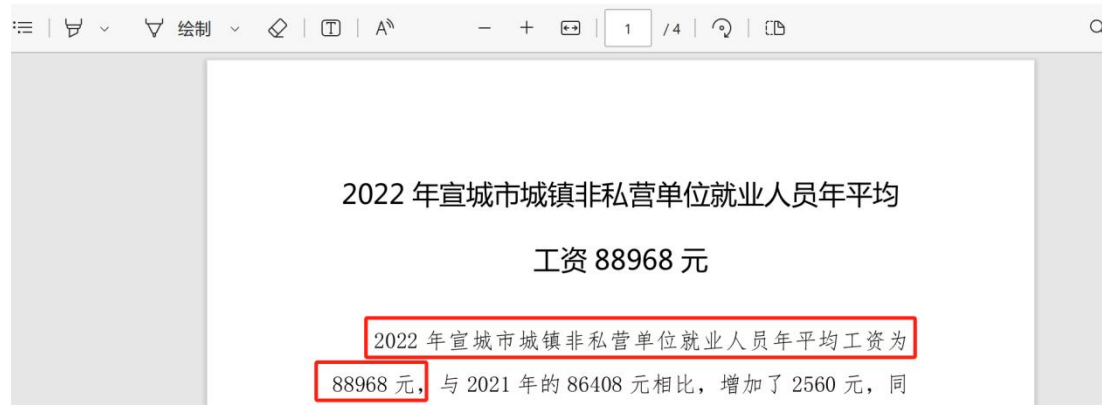 绘制 A 1 /4
2022 年宣城市城镇非私营单位就业人员年平均
工资 88968 元
2022 年宣城市城镇非私营单位就业人员年平均工资为
88968 元，与 2021 年的 86408 元相比，增加了 2560 元，同